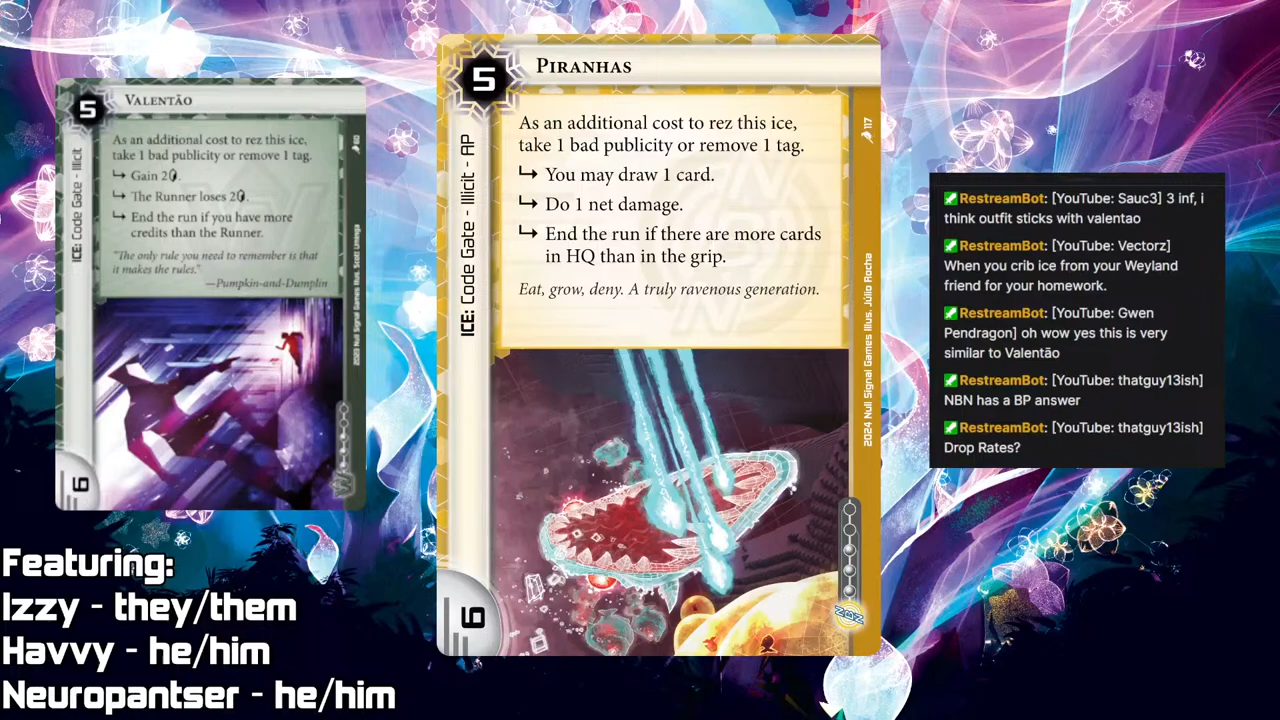 5
VALENTÃO
As an additional cost to rez this ice,
take 1 bad publicity or remove 1 tag.
↳ Gain 2.
↳ The Runner loses 2.
↳ End the run if you have more
credits than the Runner.
"The only rule you need to remember is that
it makes the rules."
—Pumpkin-and-Dumplin
ICE: Code Gate - Illicit
60
2023 Null Signal Games Illus. Scott Uminga
6
5
PIRANHAS
As an additional cost to rez this ice,
take 1 bad publicity or remove 1 tag.
↳ You may draw 1 card.
↳ Do 1 net damage.
↳ End the run if there are more cards
in HQ than in the grip.
Eat, grow, deny. A truly ravenous generation.
ICE: Code Gate - Illicit - AP
117
2024 Null Signal Games Illus. Júlio Rocha
6
RestreamBot: [YouTube: Sauc3] 3 inf, i
think outfit sticks with valentao
RestreamBot: [YouTube: Vectorz]
When you crib ice from your Weyland
friend for your homework.
RestreamBot: [YouTube: Gwen
Pendragon] oh wow yes this is very
similar to Valentão
RestreamBot: [YouTube: thatguy13ish]
NBN has a BP answer
RestreamBot: [YouTube: thatguy13ish]
Drop Rates?
Featuring:
Izzy - they/them
Havvy - he/him
Neuropantser - he/him